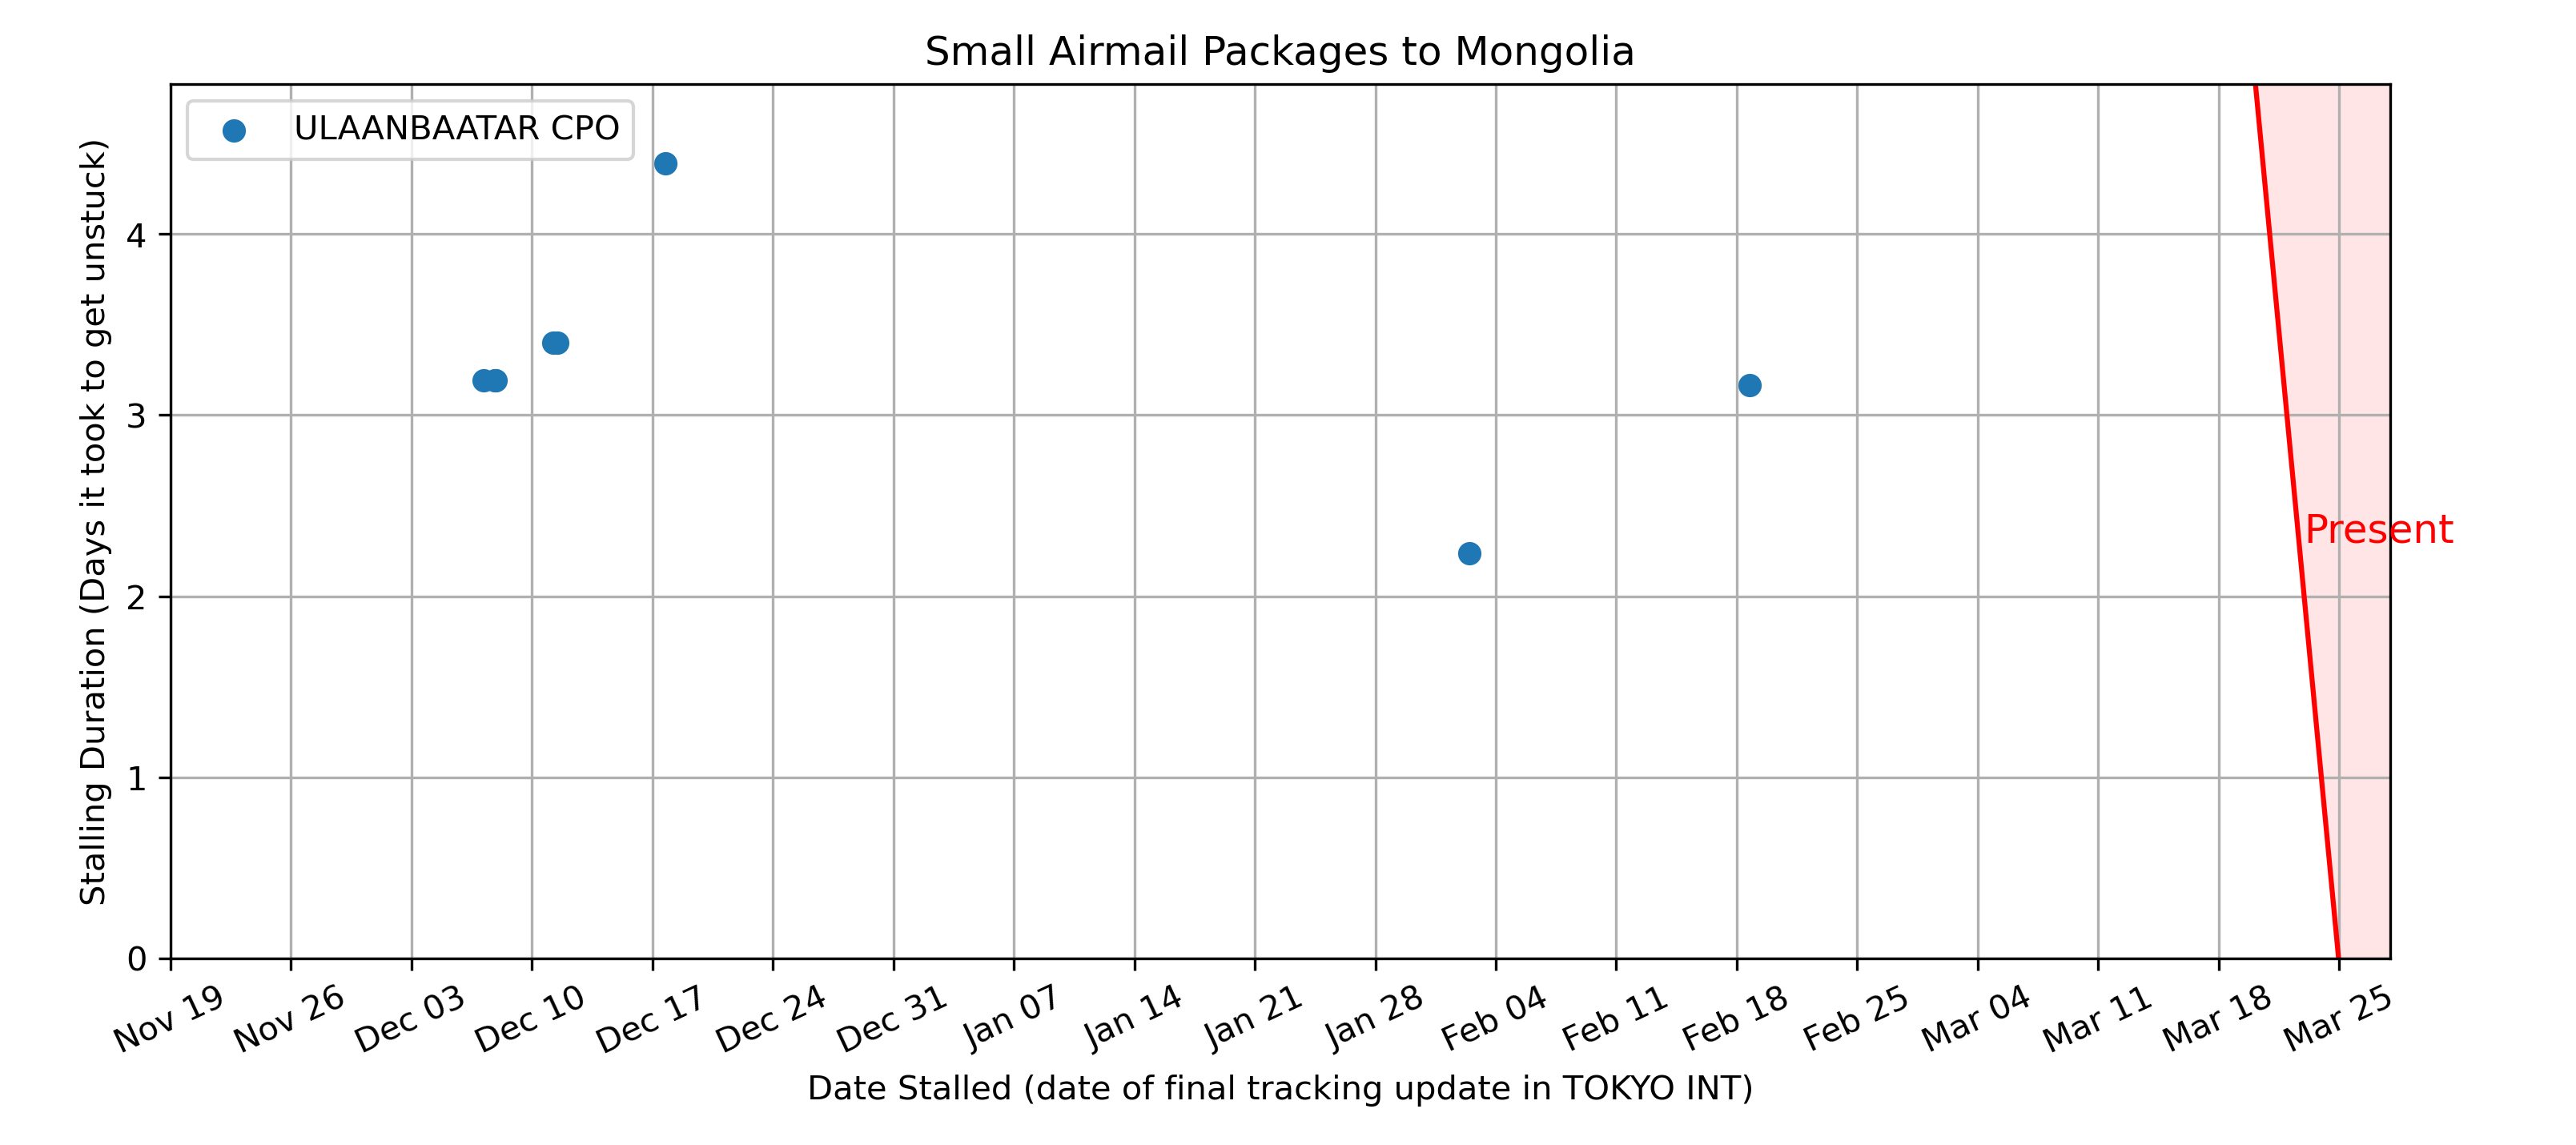 Small Airmail Packages to Mongolia
ULAANBAATAR CPO
Stalling Duration (Days it took to get unstuck)
4
3
2
1
0
Present
Nov 19 Nov 26 Dec 03 Dec 10 Dec 17 Dec 24 Dec 31 Jan 07 Jan 14 Jan 21 Jan 28 Feb 04 Feb 11 Feb 18 Feb 25 Mar 04 Mar 11 Mar 18 Mar 25
Date Stalled (date of final tracking update in TOKYO INT)